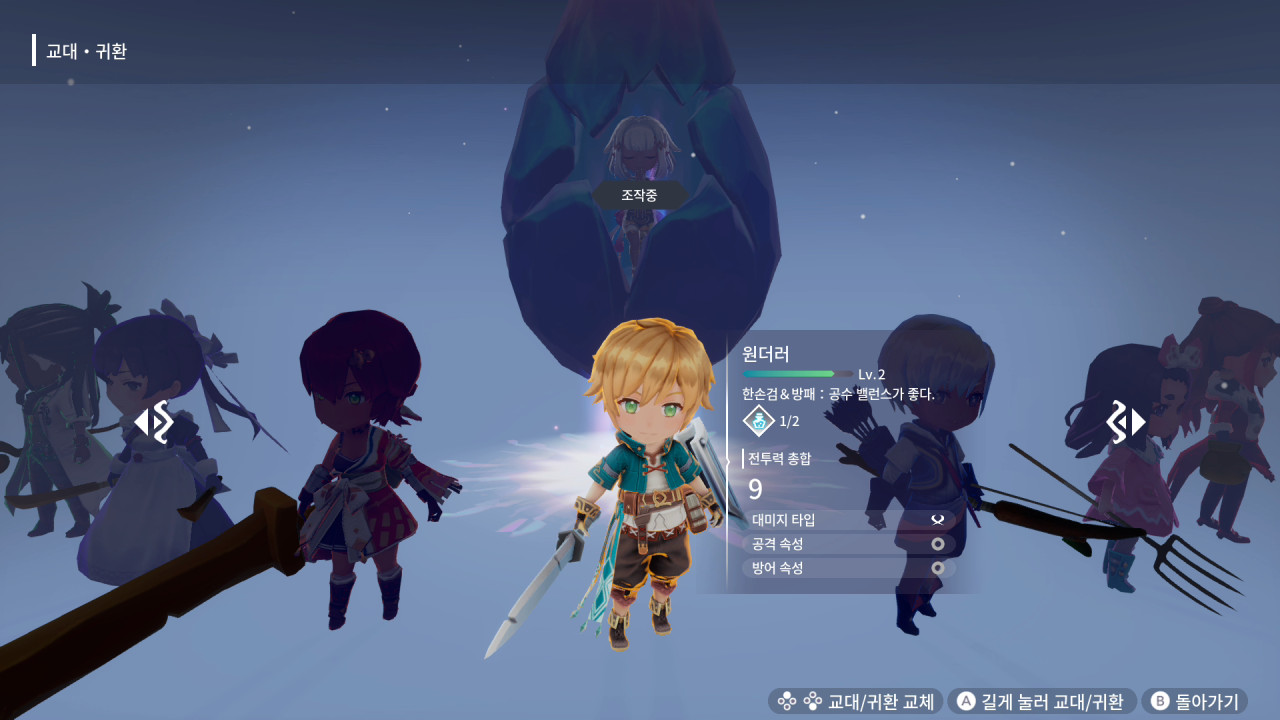 교대・귀환
조작중
원더러
Lv.2
한손검&방패 : 공수 밸런스가 좋다.
1/2
전투력 총합
9
대미지 타입
공격 속성
방어 속성
교대/귀환 교체
A 길게 눌러 교대/귀환
B 돌아가기